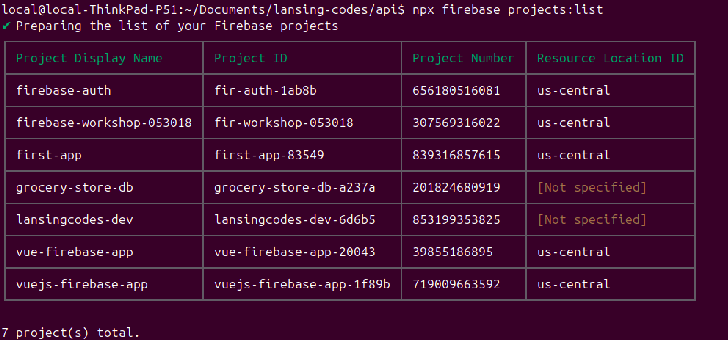 local@local-ThinkPad-P51:~/Documents/lansing-codes/api$ npx firebase projects:list
✔ Preparing the list of your Firebase projects
Project Display Name Project ID Project Number Resource Location ID
firebase-auth fir-auth-1ab8b 656180516081 us-central
firebase-workshop-053018 fir-workshop-053018 307569316022 us-central
first-app first-app-83549 839316857615 us-central
grocery-store-db grocery-store-db-a237a 201824680919 [Not specified]
lansingcodes-dev lansingcodes-dev-6d6b5 853199353825 [Not specified]
vue-firebase-app vue-firebase-app-20043 39855186895 us-central
vuejs-firebase-app vuejs-firebase-app-1f89b 719009663592 us-central
7 project(s) total.